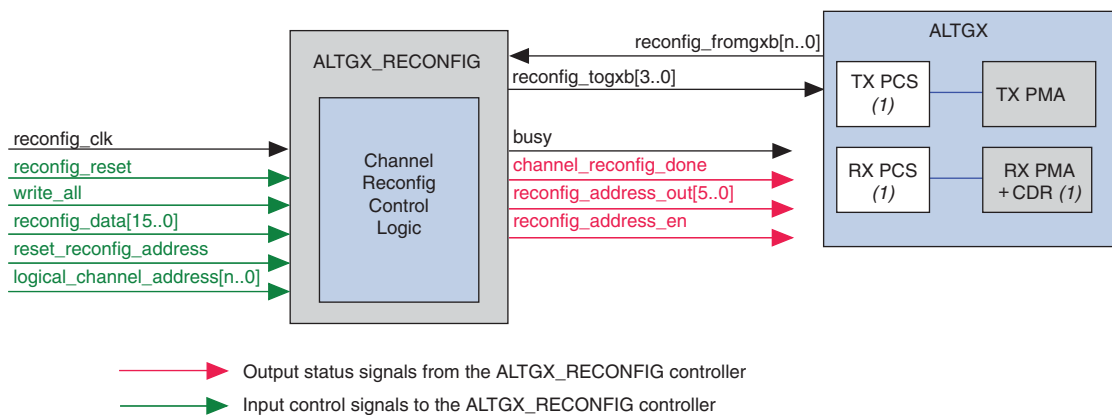 ALTGX_RECONFIG
Channel
Reconfig
Control
Logic
reconfig_clk
reconfig_reset
write_all
reconfig_data[15..0]
reset_reconfig_address
logical_channel_address[n..0]
reconfig_fromgxb[n..0]
reconfig_togxb[3..0]
busy
channel_reconfig_done
reconfig_address_out[5..0]
reconfig_address_en
ALTGX
TX PCS
(1)
TX PMA
RX PCS
(1)
RX PMA
+ CDR (1)
Output status signals from the ALTGX_RECONFIG controller
Input control signals to the ALTGX_RECONFIG controller